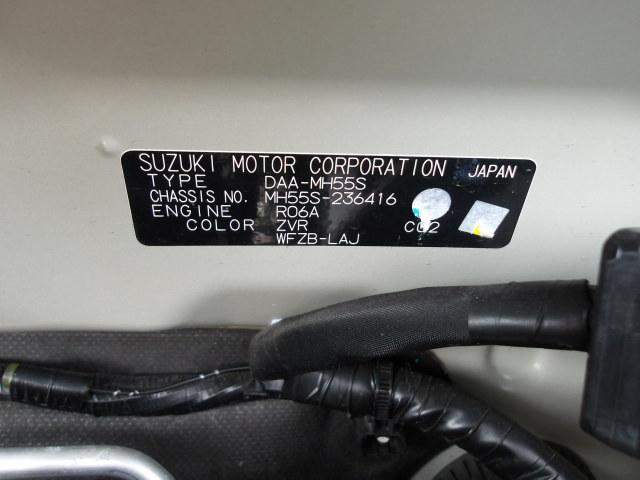 SUZUKI MOTOR CORPORATION JAPAN
TYPE DAA-MH55S
CHASSIS NO. MH55S-236416
ENGINE R06A
COLOR ZVR C02
WFZB-LAJ